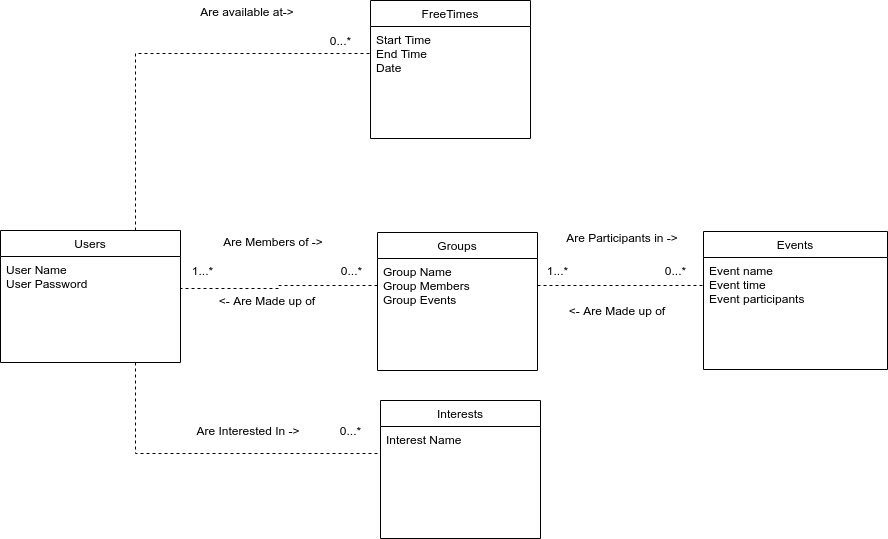 Are available at->
FreeTimes
0...*
Start Time
End Time
Date
Users
Are Members of ->
Groups
Are Participants in ->
Events
User Name
User Password
1...*
0...*
Group Name
Group Members
Group Events
1...*
0...*
Event name
Event time
Event participants
<- Are Made up of
<- Are Made up of
Interests
Are Interested In ->
0...*
Interest Name